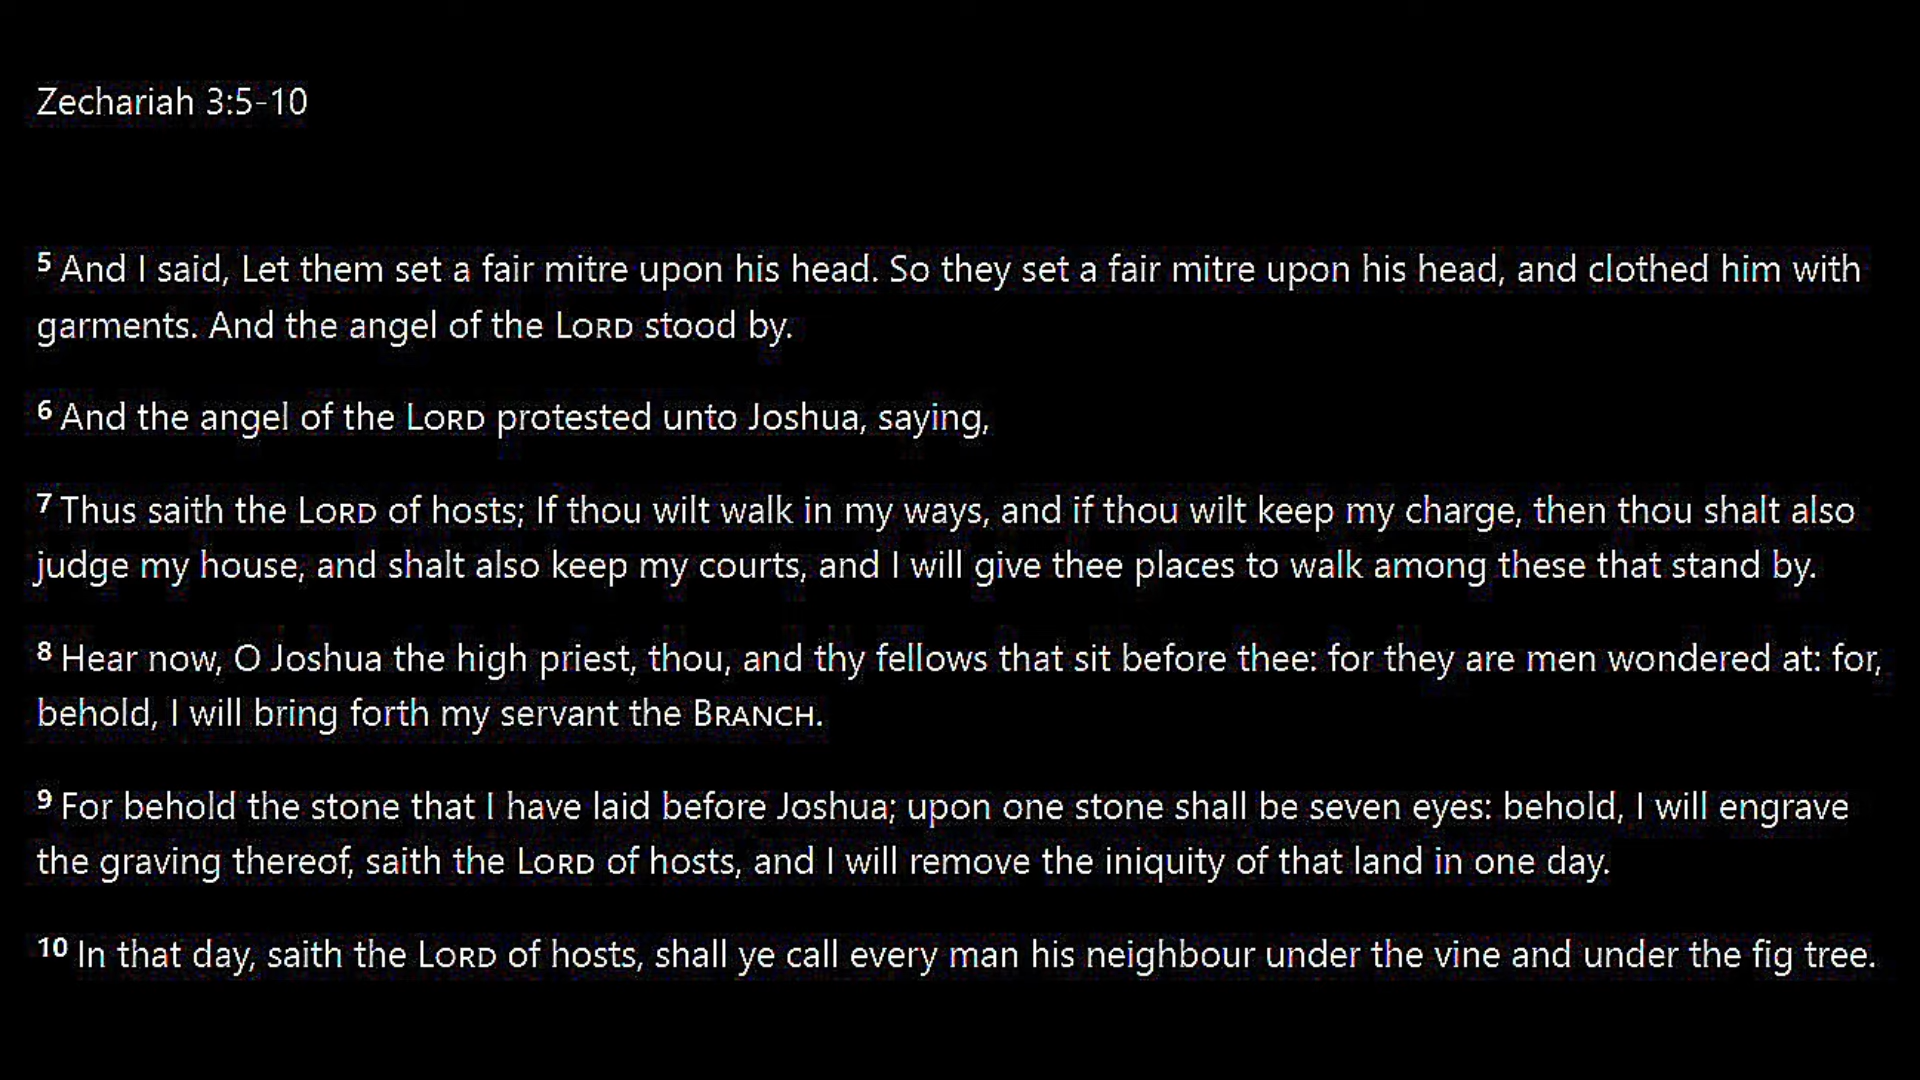 Zechariah 3:5-10
5 And I said, Let them set a fair mitre upon his head. So they set a fair mitre upon his head, and clothed him with
garments. And the angel of the LORD stood by.
6 And the angel of the LORD protested unto Joshua, saying,
7 Thus saith the LORD of hosts; If thou wilt walk in my ways, and if thou wilt keep my charge, then thou shalt also
judge my house, and shalt also keep my courts, and I will give thee places to walk among these that stand by.
8 Hear now, O Joshua the high priest, thou, and thy fellows that sit before thee: for they are men wondered at: for,
behold, I will bring forth my servant the BRANCH.
9 For behold the stone that I have laid before Joshua; upon one stone shall be seven eyes: behold, I will engrave
the graving thereof, saith the LORD of hosts, and I will remove the iniquity of that land in one day.
10 In that day, saith the LORD of hosts, shall ye call every man his neighbour under the vine and under the fig tree.